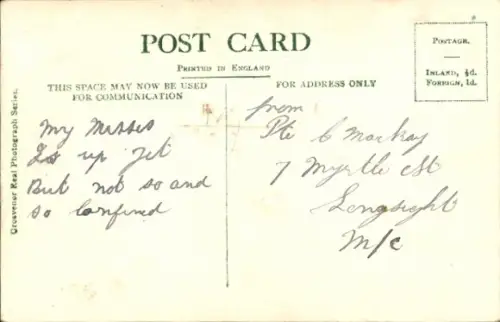 POST CARD
PRINTED IN ENGLAND
THIS SPACE MAY NOW BE USED
FOR COMMUNICATION
FOR ADDRESS ONLY
POSTAGE.
INLAND, ½d.
FOREIGN, 1d.
Grosvenor Real Photograph Series.
My Misses
Is up yet
But not so and
so Confined
from
Pte C Mackay
7 Myrtle St
Longsight
M/c